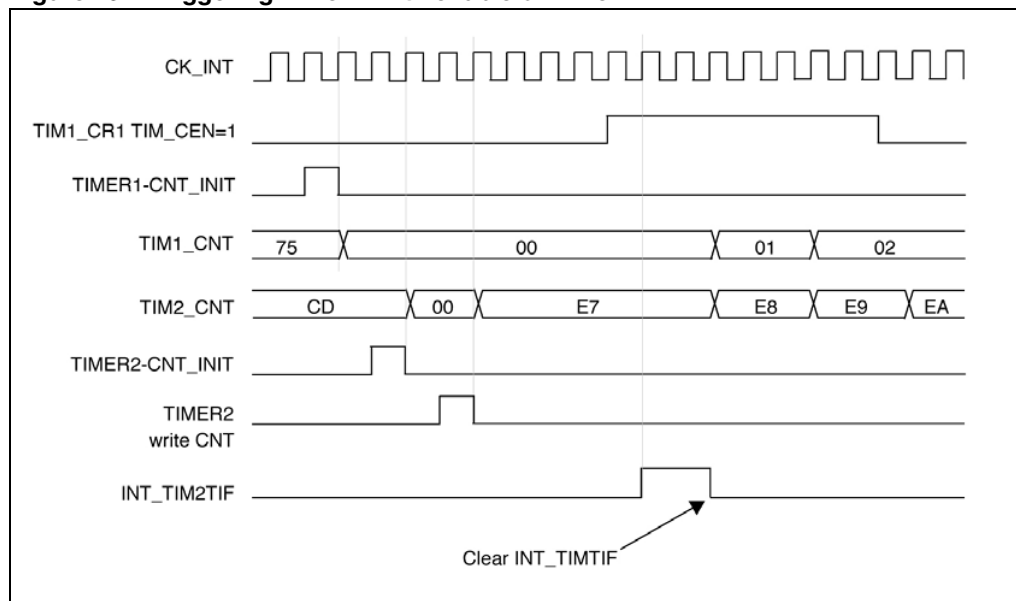 CK_INT
TIM1_CR1 TIM_CEN=1
TIMER1-CNT_INIT
TIM1_CNT 75 00 01 02
TIM2_CNT CD 00 E7 E8 E9 EA
TIMER2-CNT_INIT
TIMER2
write CNT
INT_TIM2TIF
Clear INT_TIMTIF